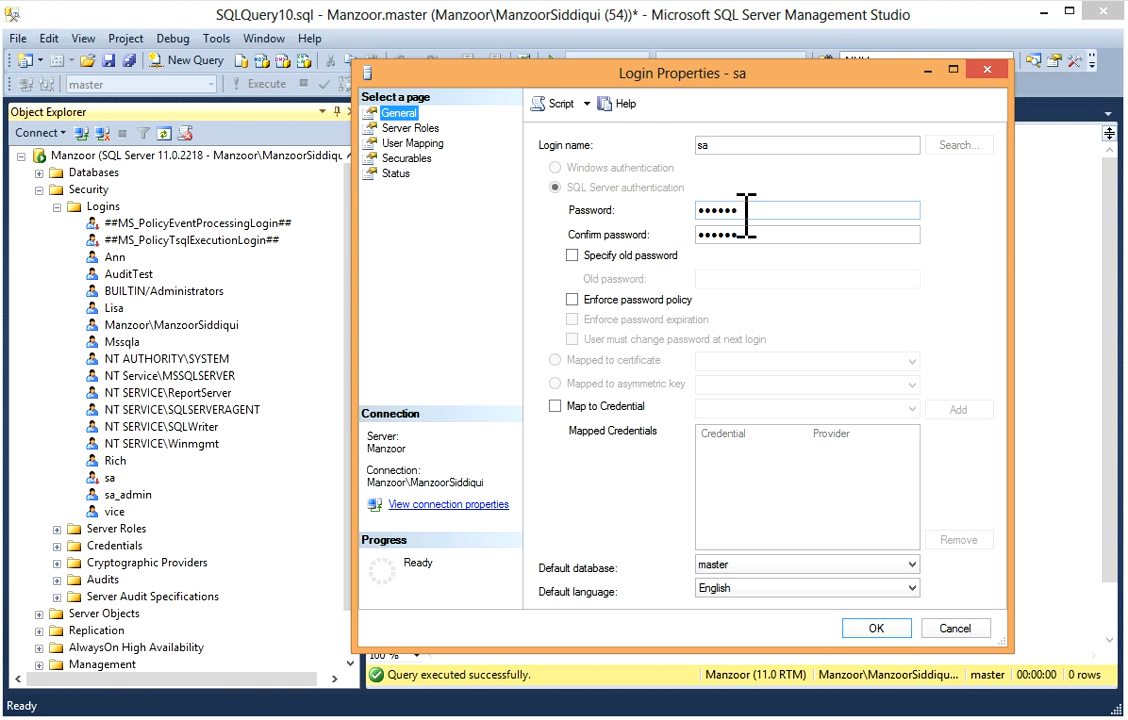 SQLQuery10.sql - Manzoor.master (Manzoor\ManzoorSiddiqui (54))* - Microsoft SQL Server Management Studio
File Edit View Project Debug Tools Window Help
New Query
master
Execute
Object Explorer
Connect
Manzoor (SQL Server 11.0.2218 - Manzoor\ManzoorSiddiqu
Databases
Security
Logins
##MS_PolicyEventProcessingLogin##
##MS_PolicyTsqlExecutionLogin##
Ann
AuditTest
BUILTIN/Administrators
Lisa
Manzoor\ManzoorSiddiqui
Mssqla
NT AUTHORITY\SYSTEM
NT Service\MSSQLSERVER
NT SERVICE\ReportServer
NT SERVICE\SQLSERVERAGENT
NT SERVICE\SQLWriter
NT SERVICE\Winmgmt
Rich
sa
sa_admin
vice
Server Roles
Credentials
Cryptographic Providers
Audits
Server Audit Specifications
Server Objects
Replication
AlwaysOn High Availability
Management
Login Properties - sa
Select a page
General
Server Roles
User Mapping
Securables
Status
Connection
Server:
Manzoor
Connection:
Manzoor\ManzoorSiddiqui
View connection properties
Progress
Ready
Script Help
Login name: sa Search...
Windows authentication
SQL Server authentication
Password: ••••••
Confirm password: ••••••
Specify old password
Old password:
Enforce password policy
Enforce password expiration
User must change password at next login
Mapped to certificate
Mapped to asymmetric key
Map to Credential Add
Mapped Credentials Credential Provider
Remove
Default database: master
Default language: English
OK Cancel
100 %
Query executed successfully. Manzoor (11.0 RTM) Manzoor\ManzoorSiddiqu... master 00:00:00 0 rows
Ready